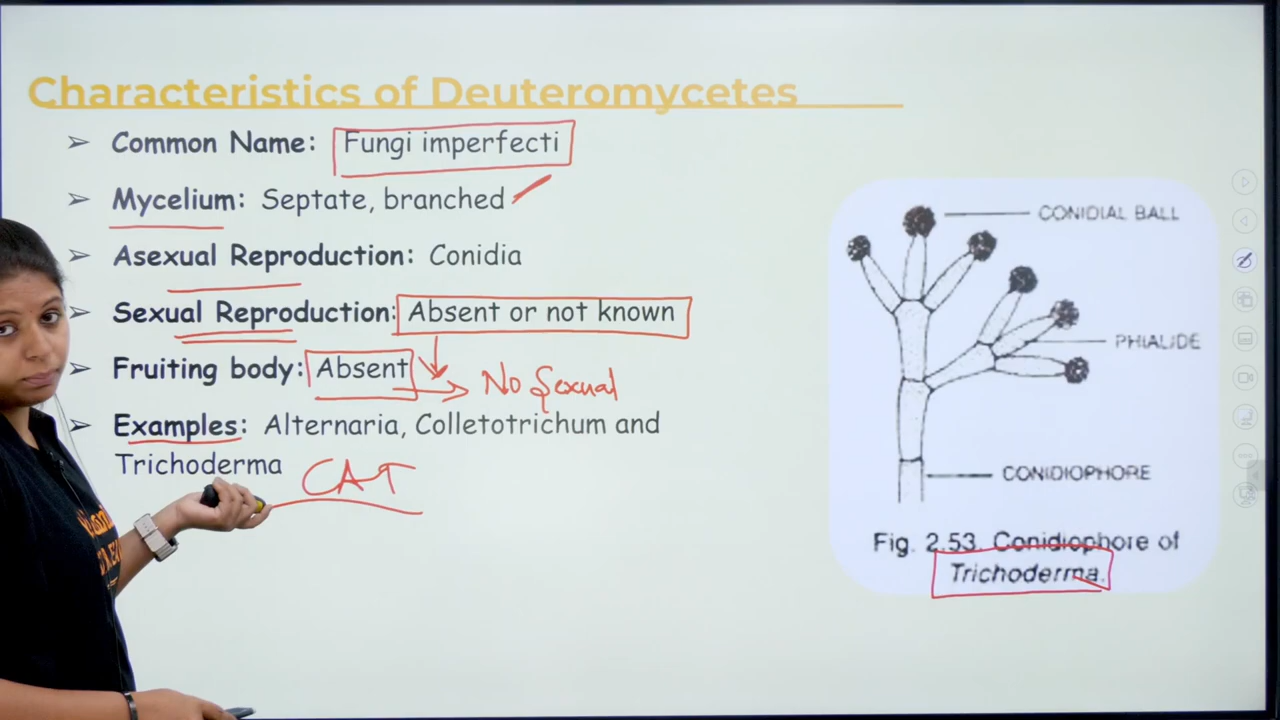 Characteristics of Deuteromycetes
➢ Common Name: Fungi imperfecti
➢ Mycelium: Septate, branched
➢ Asexual Reproduction: Conidia
➢ Sexual Reproduction: Absent or not known
➢ Fruiting body: Absent
No Sexual
➢ Examples: Alternaria, Colletotrichum and
Trichoderma
CAT
CONIDIAL BALL
PHIALIDE
CONIDIOPHORE
Fig. 2.53. Conidiophore of
Trichoderma.